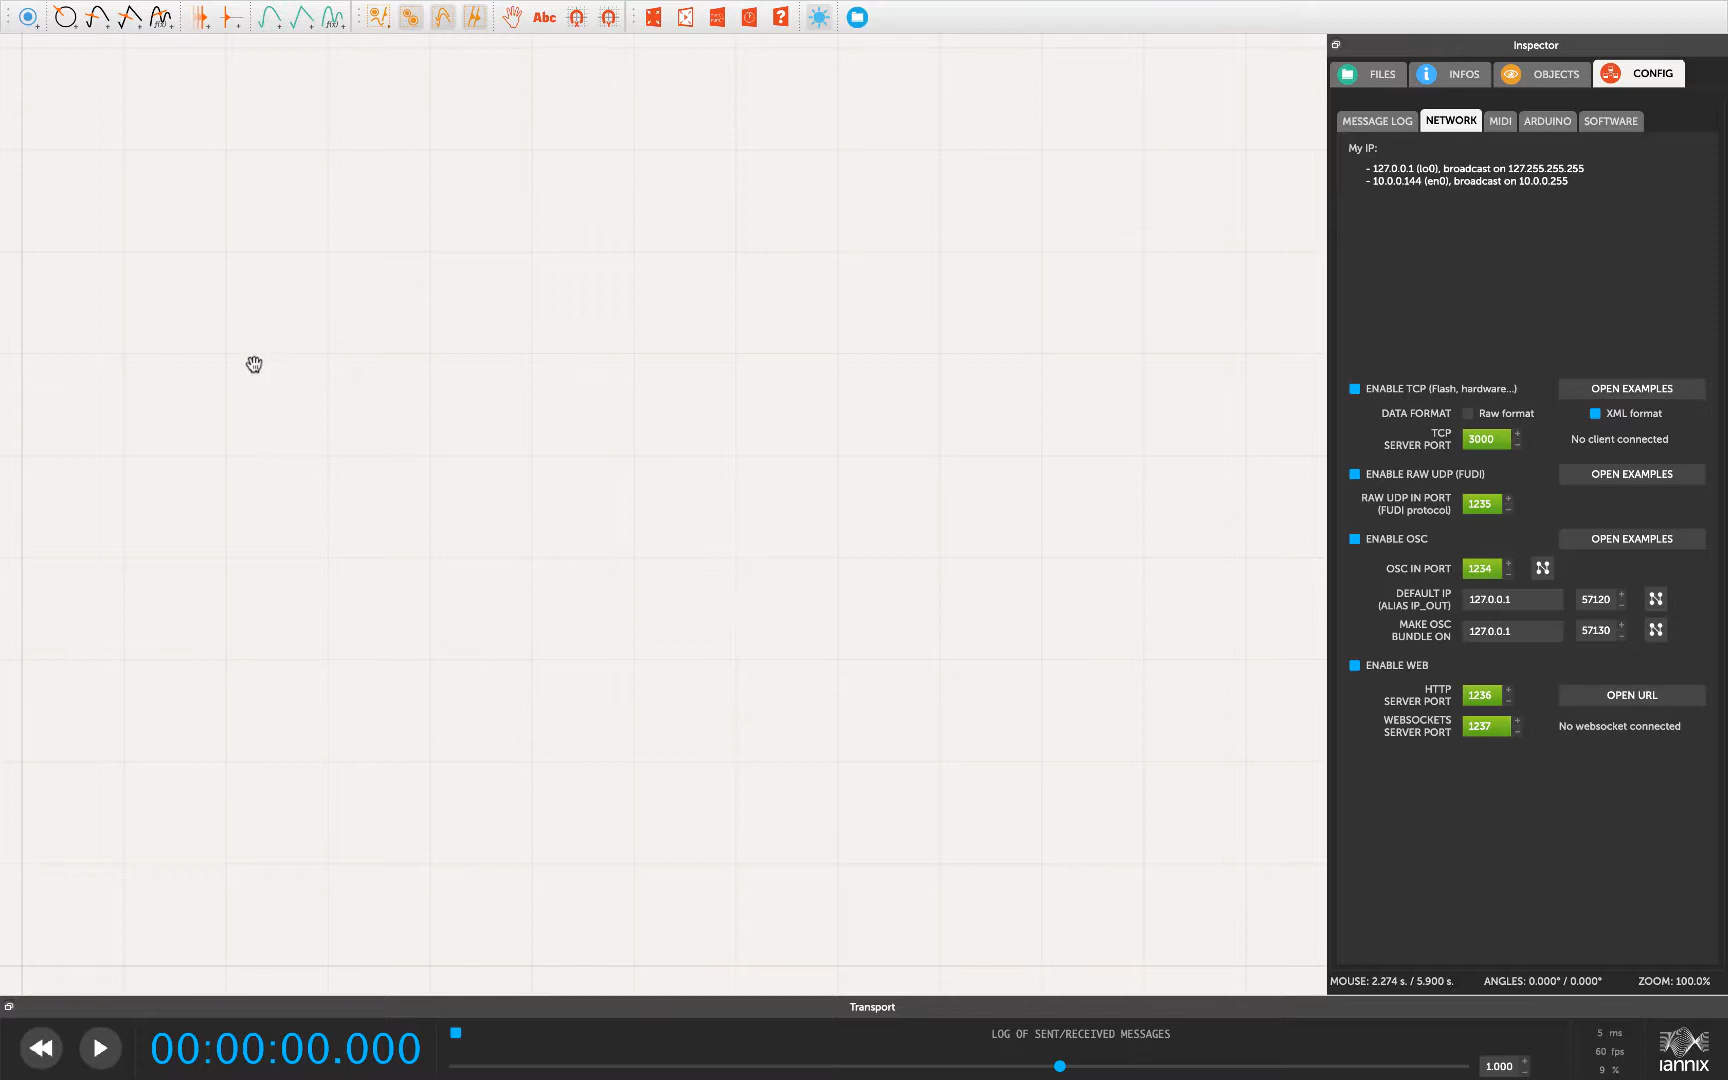 Abc
f(x)
?
Inspector
FILES
INFOS
OBJECTS
CONFIG
MESSAGE LOG
NETWORK
MIDI
ARDUINO
SOFTWARE
My IP:
- 127.0.0.1 (lo0), broadcast on 127.255.255.255
- 10.0.0.144 (en0), broadcast on 10.0.0.255
ENABLE TCP (Flash, hardware...)
OPEN EXAMPLES
DATA FORMAT
Raw format
XML format
TCP
SERVER PORT
3000
No client connected
ENABLE RAW UDP (FUDI)
OPEN EXAMPLES
RAW UDP IN PORT
(FUDI protocol)
1235
ENABLE OSC
OPEN EXAMPLES
OSC IN PORT
1234
DEFAULT IP
(ALIAS IP_OUT)
127.0.0.1
57120
MAKE OSC
BUNDLE ON
127.0.0.1
57130
ENABLE WEB
HTTP
SERVER PORT
1236
OPEN URL
WEBSOCKETS
SERVER PORT
1237
No websocket connected
MOUSE: 2.274 s. / 5.900 s.
ANGLES: 0.000° / 0.000°
ZOOM: 100.0%
Transport
00:00:00.000
LOG OF SENT/RECEIVED MESSAGES
1.000
5 ms
60 fps
9 %
iannix